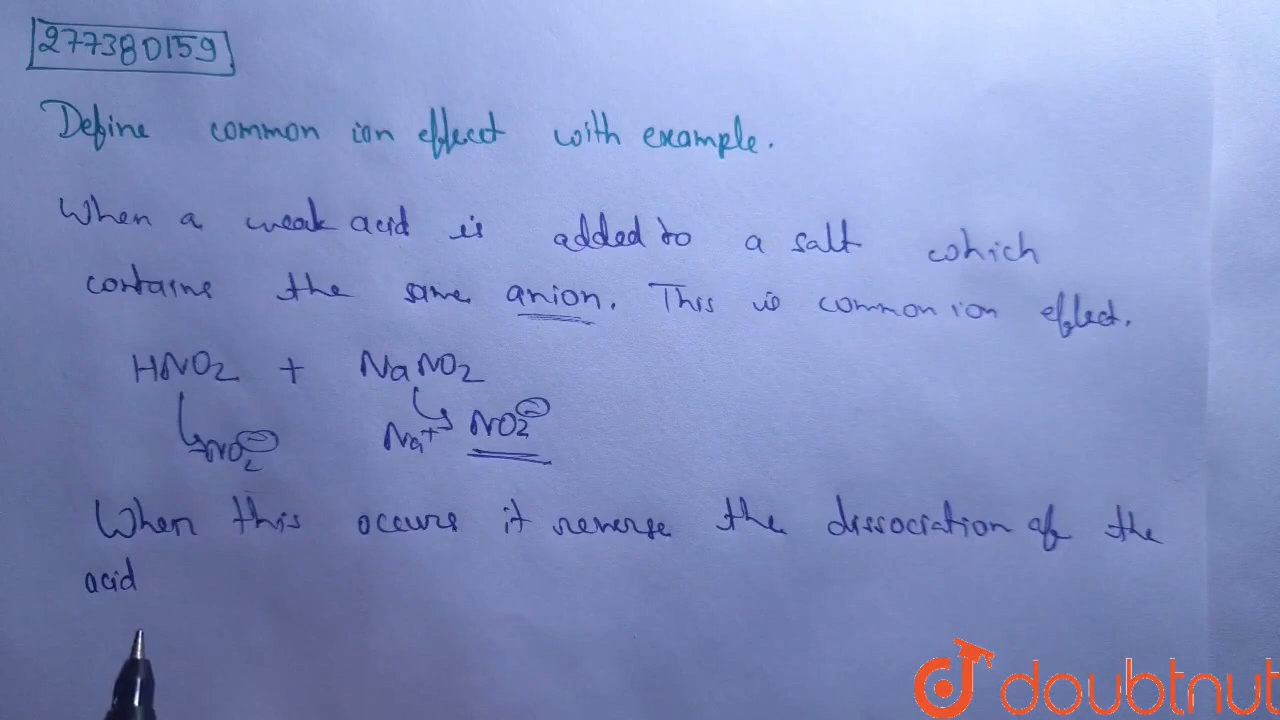 277380159
Define common ion effect with example.
When a weak acid is added to a salt which
contains the same anion. This is common ion effect.
HNO2 + NaNO2
NO2⊖ Na+ NO2⊖
When this occurs it reverse the dissociation of the
acid
doubtnut